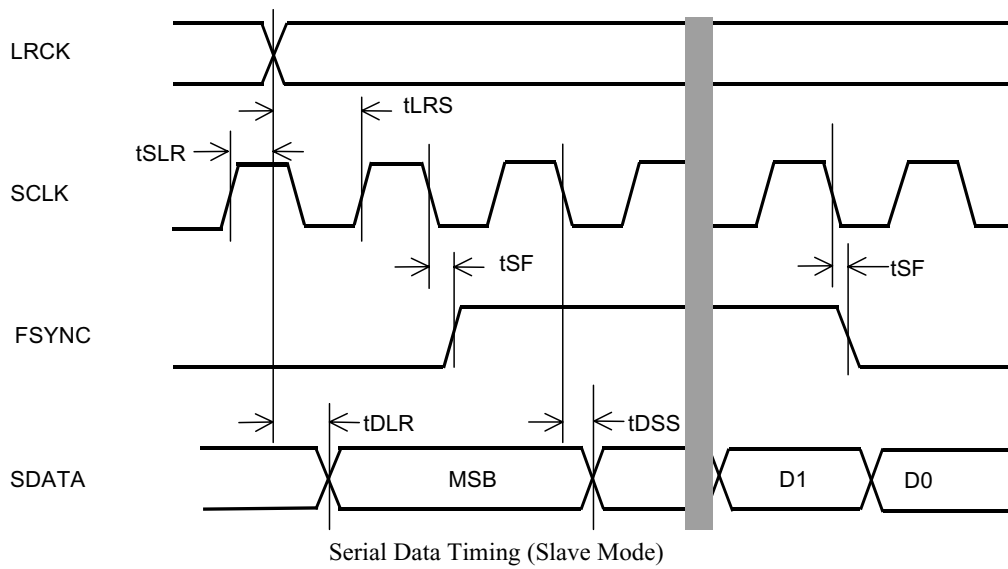 LRCK
tLRS
tSLR
SCLK
tSF
tSF
FSYNC
tDLR
tDSS
SDATA
MSB
D1
D0
Serial Data Timing (Slave Mode)